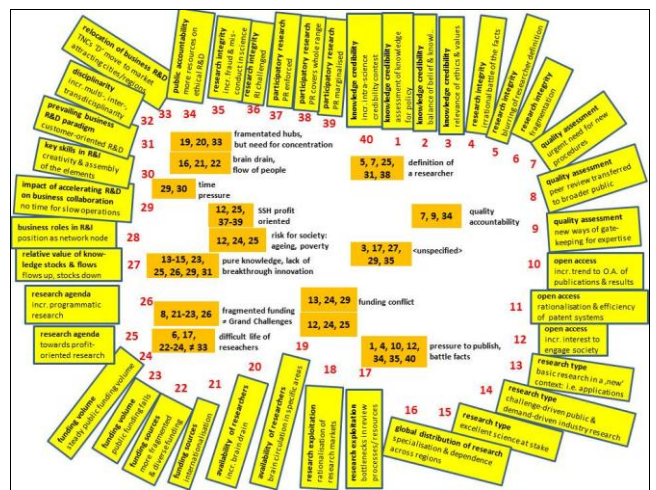 relocation of business R&D
TNCs 'D' move to market
attracting cities/regions
public accountability
more resources on
ethical R&D
research integrity
incr. fraud & mis-
conduct in science
research integrity
RI challenged
participatory research
PR enforced
participatory research
PR covers whole range
participatory research
PR marginalised
knowledge credibility
incr. intra-science
credibility contest
knowledge credibility
assessment of knowledge
for policy
knowledge credibility
balance of belief & knowl.
knowledge credibility
relevance of ethics & values
research integrity
irrational battle of the facts
research integrity
blurring of researcher definition
research integrity
fragmentation
disciplinarity
incr. multi-, inter-,
transdisciplinarity
prevailing business
R&D paradigm
customer-oriented R&D
key skills in R&I
creativity & assembly
of the elements
impact of accelerating R&D
on business collaboration
no time for slow operations
business roles in R&I
position as network node
relative value of know-
ledge stocks & flows
flows up, stocks down
research agenda
incr. programmatic
research
research agenda
towards profit-
oriented research
32 33 34 35 36 37 38 39
40 1 2 3 4 5 6 7
31
30
29
28
27
26
25
24
19, 20, 33
framentated hubs,
but need for concentration
16, 21, 22
brain drain,
flow of people
29, 30
time
pressure
12, 25,
37-39
SSH profit
oriented
12, 24, 25
risk for society:
ageing, poverty
13-15, 23,
25, 26, 29, 31
pure knowledge, lack of
breakthrough innovation
8, 21-23, 26
fragmented funding
≠ Grand Challenges
6, 17,
22-24, ≠ 33
difficult life of
reseachers
5, 7, 25,
31, 38
definition of
a researcher
7, 9, 34
quality
accountability
3, 17, 27,
29, 35
<unspecified>
13, 24, 29
funding conflict
12, 24, 25
1, 4, 10, 12,
34, 35, 40
pressure to publish,
battle facts
quality assessment
urgent need for new
procedures
8
quality assessment
peer review transferred
to broader public
9
quality assessment
new ways of gate-
keeping for expertise
10
open access
incr. trend to O.A. of
publications & results
11
open access
rationalisation & efficiency
of patent systems
12
open access
incr. interest to
engage society
13
research type
basic research in a 'new'
context: i.e. applications
14
research type
challenge-driven public &
demand-driven industry research
15
research type
excellent science at stake
16
global distribution of research
specialisation & dependence
across regions
17
research exploitation
bottlenecks in review
processes/resources
18
research exploitation
rationalisation of
research markets
19
availability of researchers
brain circulation in specific areas
20
availability of researchers
incr. brain drain
21
funding sources
internationalisation
22
funding sources
more fragmented
& diverse funding
23
funding volume
public funding falls
funding volume
steady public funding volume